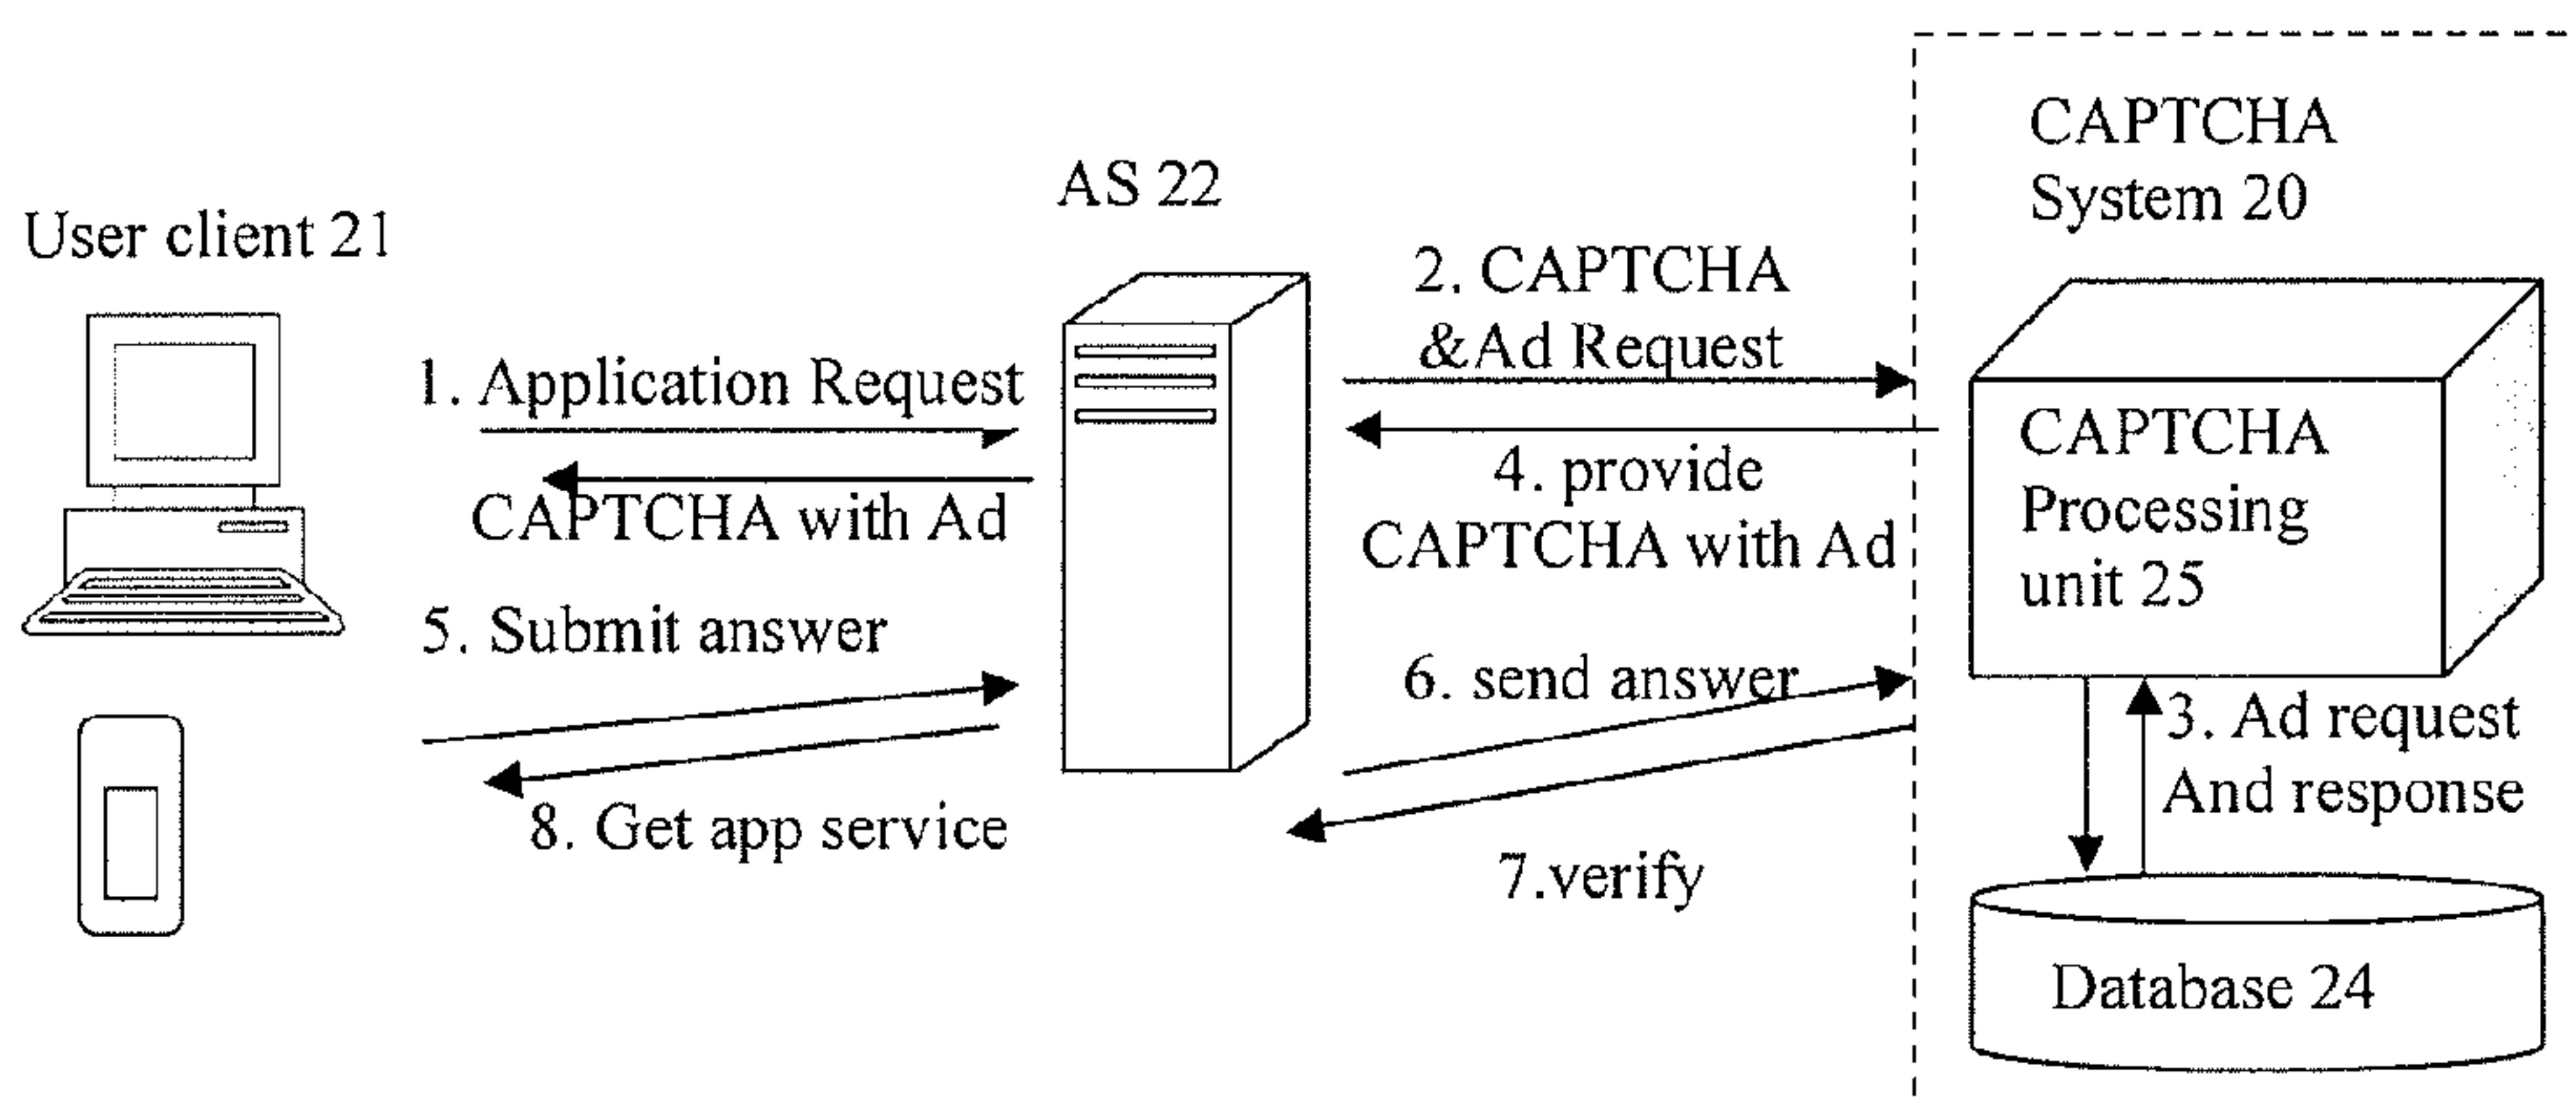 User client 21
AS 22
CAPTCHA
System 20
1. Application Request
CAPTCHA with Ad
2. CAPTCHA
&Ad Request
4. provide
CAPTCHA with Ad
CAPTCHA
Processing
unit 25
5. Submit answer
6. send answer
3. Ad request
And response
8. Get app service
7.verify
Database 24